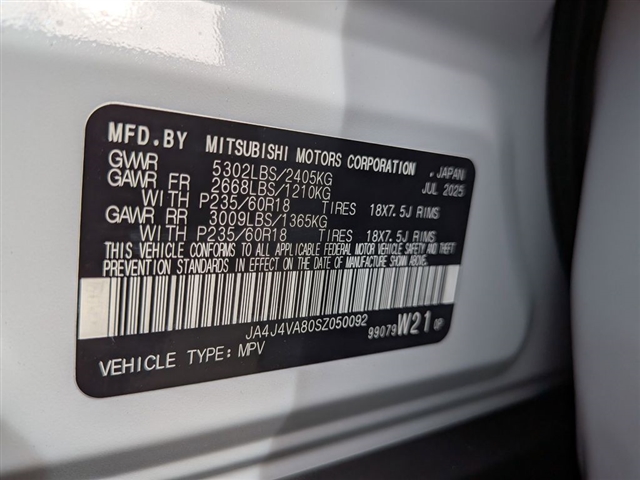 MFD.BY MITSUBISHI MOTORS CORPORATION , JAPAN
GVWR 5302LBS/2405KG JUL 2025
GAWR FR 2668LBS/1210KG
WITH P235/60R18 TIRES 18X7.5J RIMS
GAWR RR 3009LBS/1365KG
WITH P235/60R18 TIRES 18X7.5J RIMS
THIS VEHICLE CONFORMS TO ALL APPLICABLE FEDERAL MOTOR VEHICLE SAFETY AND THEFT
PREVENTION STANDARDS IN EFFECT ON THE DATE OF MANUFACTURE SHOWN ABOVE.
JA4J4VA80SZ050092
99079 W21 OP
VEHICLE TYPE: MPV